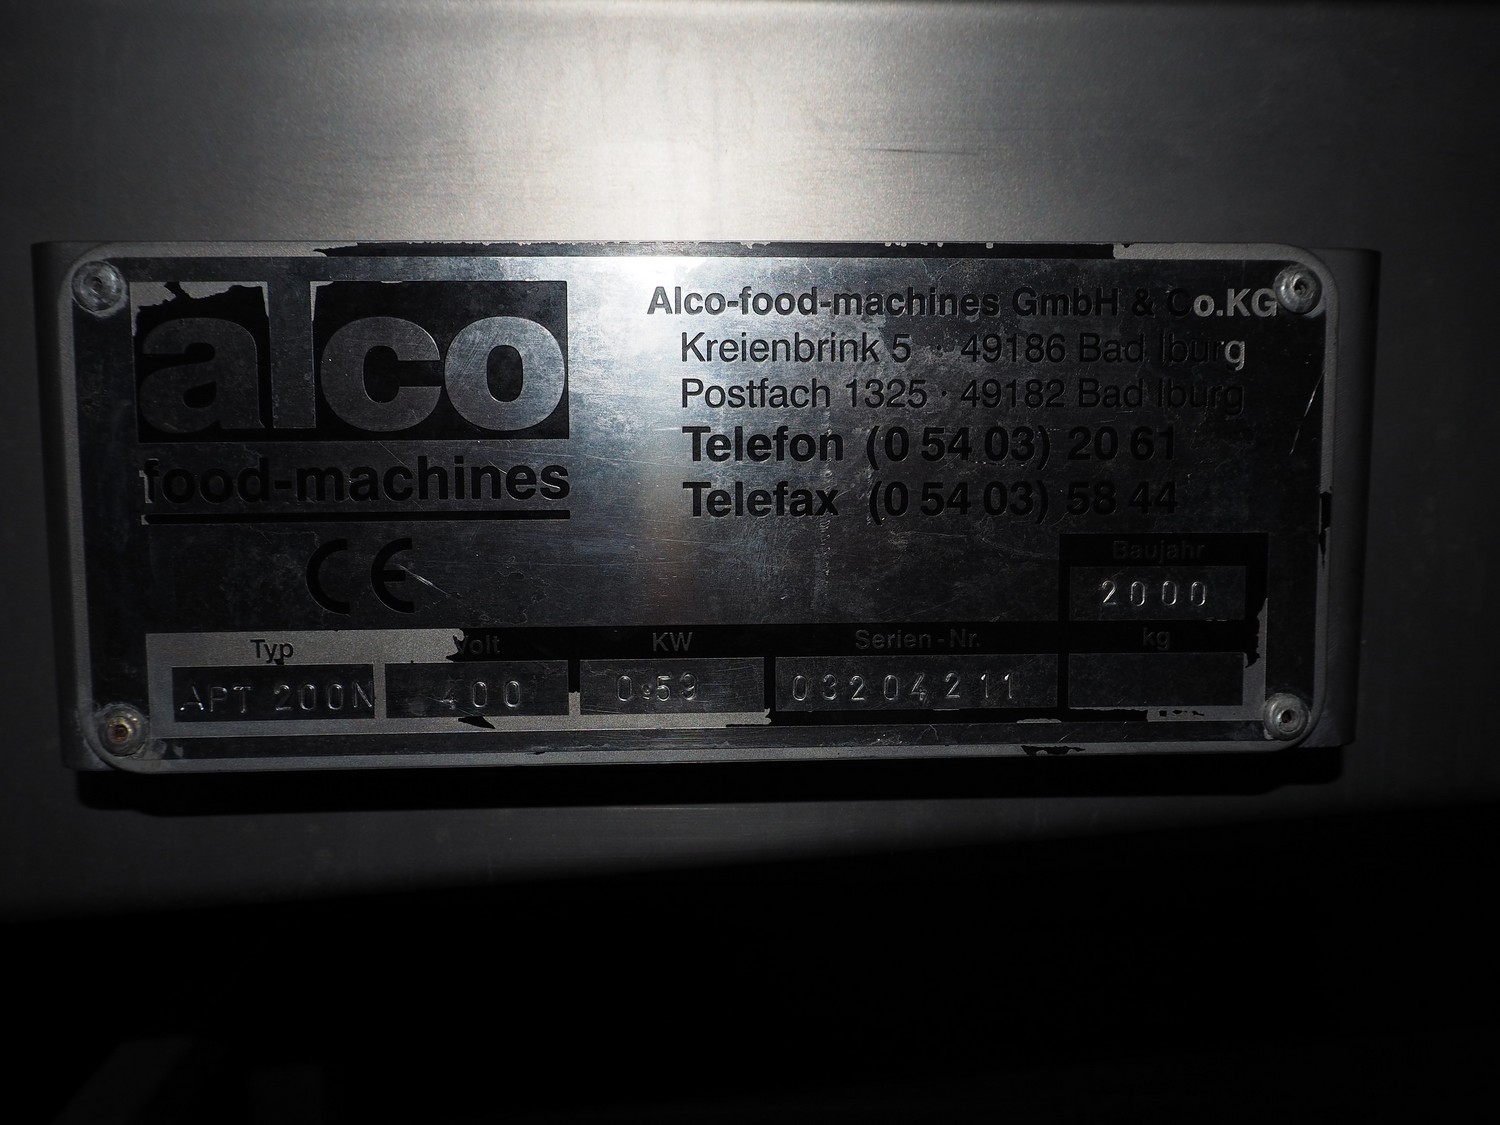 alco
food-machines
CE
Alco-food-machines GmbH & Co.KG
Kreienbrink 5 · 49186 Bad Iburg
Postfach 1325 · 49182 Bad Iburg
Telefon (0 54 03) 20 61
Telefax (0 54 03) 58 44
Baujahr
2000
Typ Volt KW Serien-Nr. kg
APT 200N 400 0.59 03204211